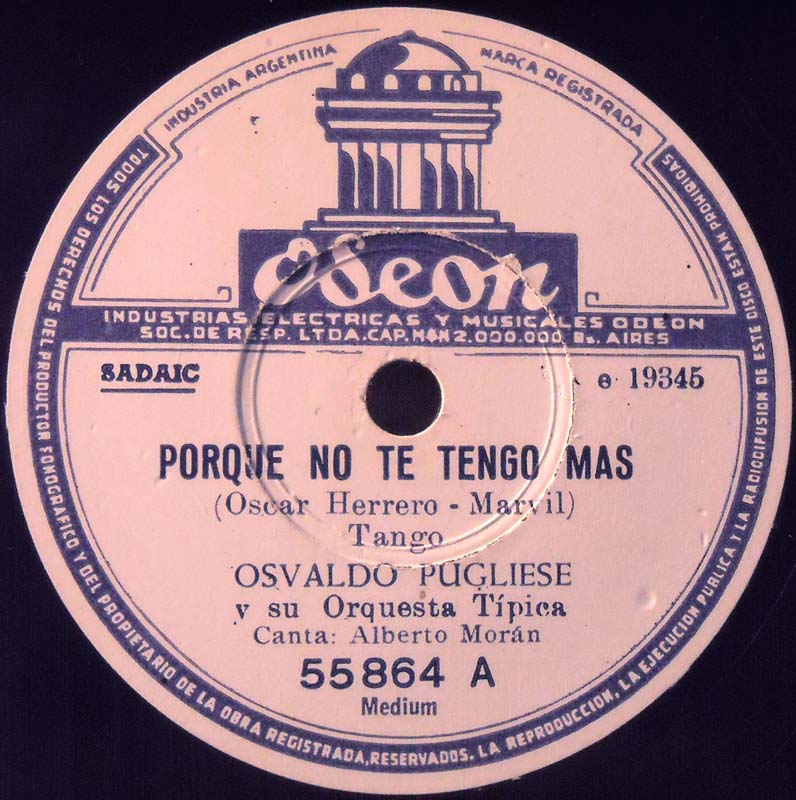 INDUSTRIA ARGENTINA
MARCA REGISTRADA
Odeon
INDUSTRIAS ELECTRICAS Y MUSICALES ODEON
SOC. DE RESP. LTDA. CAP. M$N 2.000.000 Bs. AIRES
SADAIC
e 19345
PORQUE NO TE TENGO MAS
(Oscar Herrero - Marvil)
Tango
OSVALDO PUGLIESE
y su Orquesta Típica
Canta: Alberto Morán
55864 A
Medium
TODOS LOS DERECHOS DEL PRODUCTOR FONOGRAFICO Y DEL PROPIETARIO DE LA OBRA REGISTRADA, RESERVADOS. LA REPRODUCCION, LA EJECUCION PUBLICA Y LA RADIODIFUSION DE ESTE DISCO ESTAN PROHIBIDAS